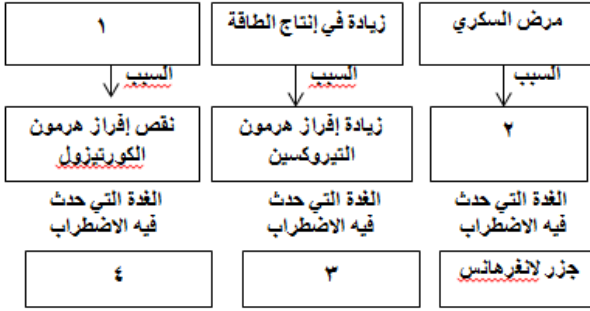 مرض السكري
زيادة في إنتاج الطاقة
١
السبب
السبب
السبب
٢
زيادة إفراز هرمون
التيروكسين
نقص إفراز هرمون
الكورتيزول
الغدة التي حدث
فيه الاضطراب
الغدة التي حدث
فيه الاضطراب
الغدة التي حدث
فيه الاضطراب
جزر لانغرهانس
٣
٤